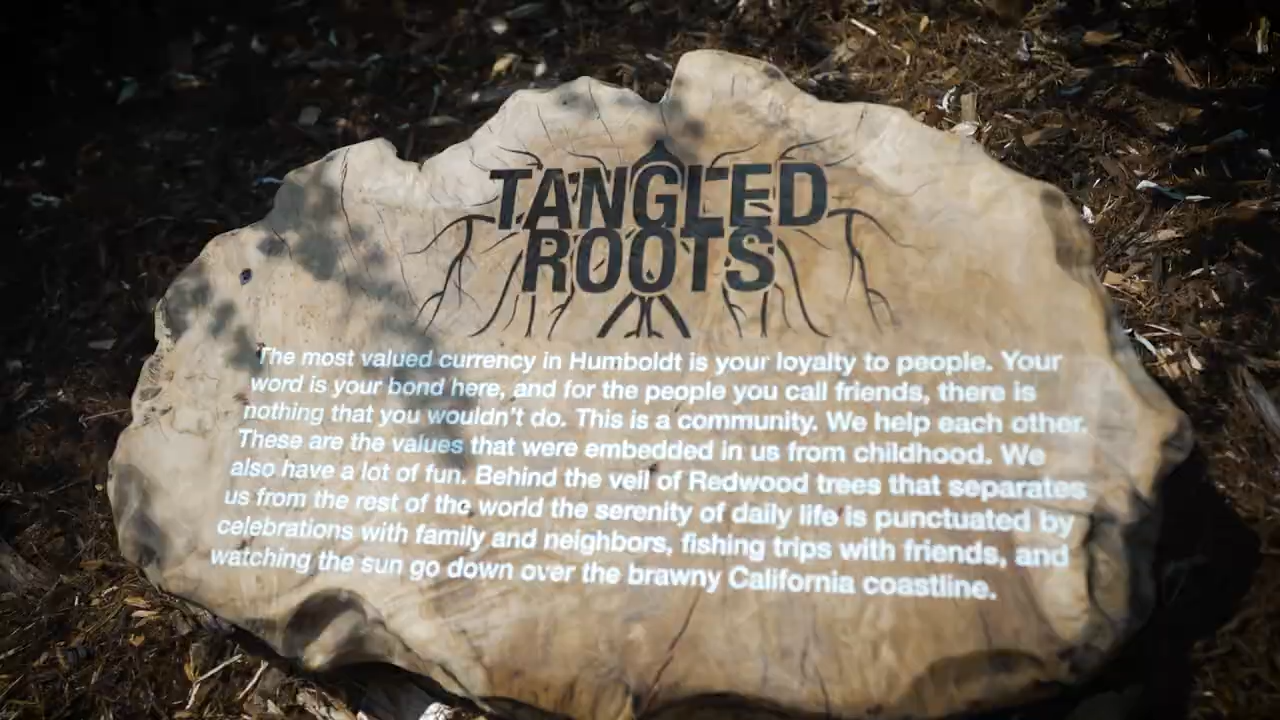 TANGLED
ROOTS
The most valued currency in Humboldt is your loyalty to people. Your
word is your bond here, and for the people you call friends, there is
nothing that you wouldn't do. This is a community. We help each other.
These are the values that were embedded in us from childhood. We
also have a lot of fun. Behind the veil of Redwood trees that separates
us from the rest of the world the serenity of daily life is punctuated by
celebrations with family and neighbors, fishing trips with friends, and
watching the sun go down over the brawny California coastline.